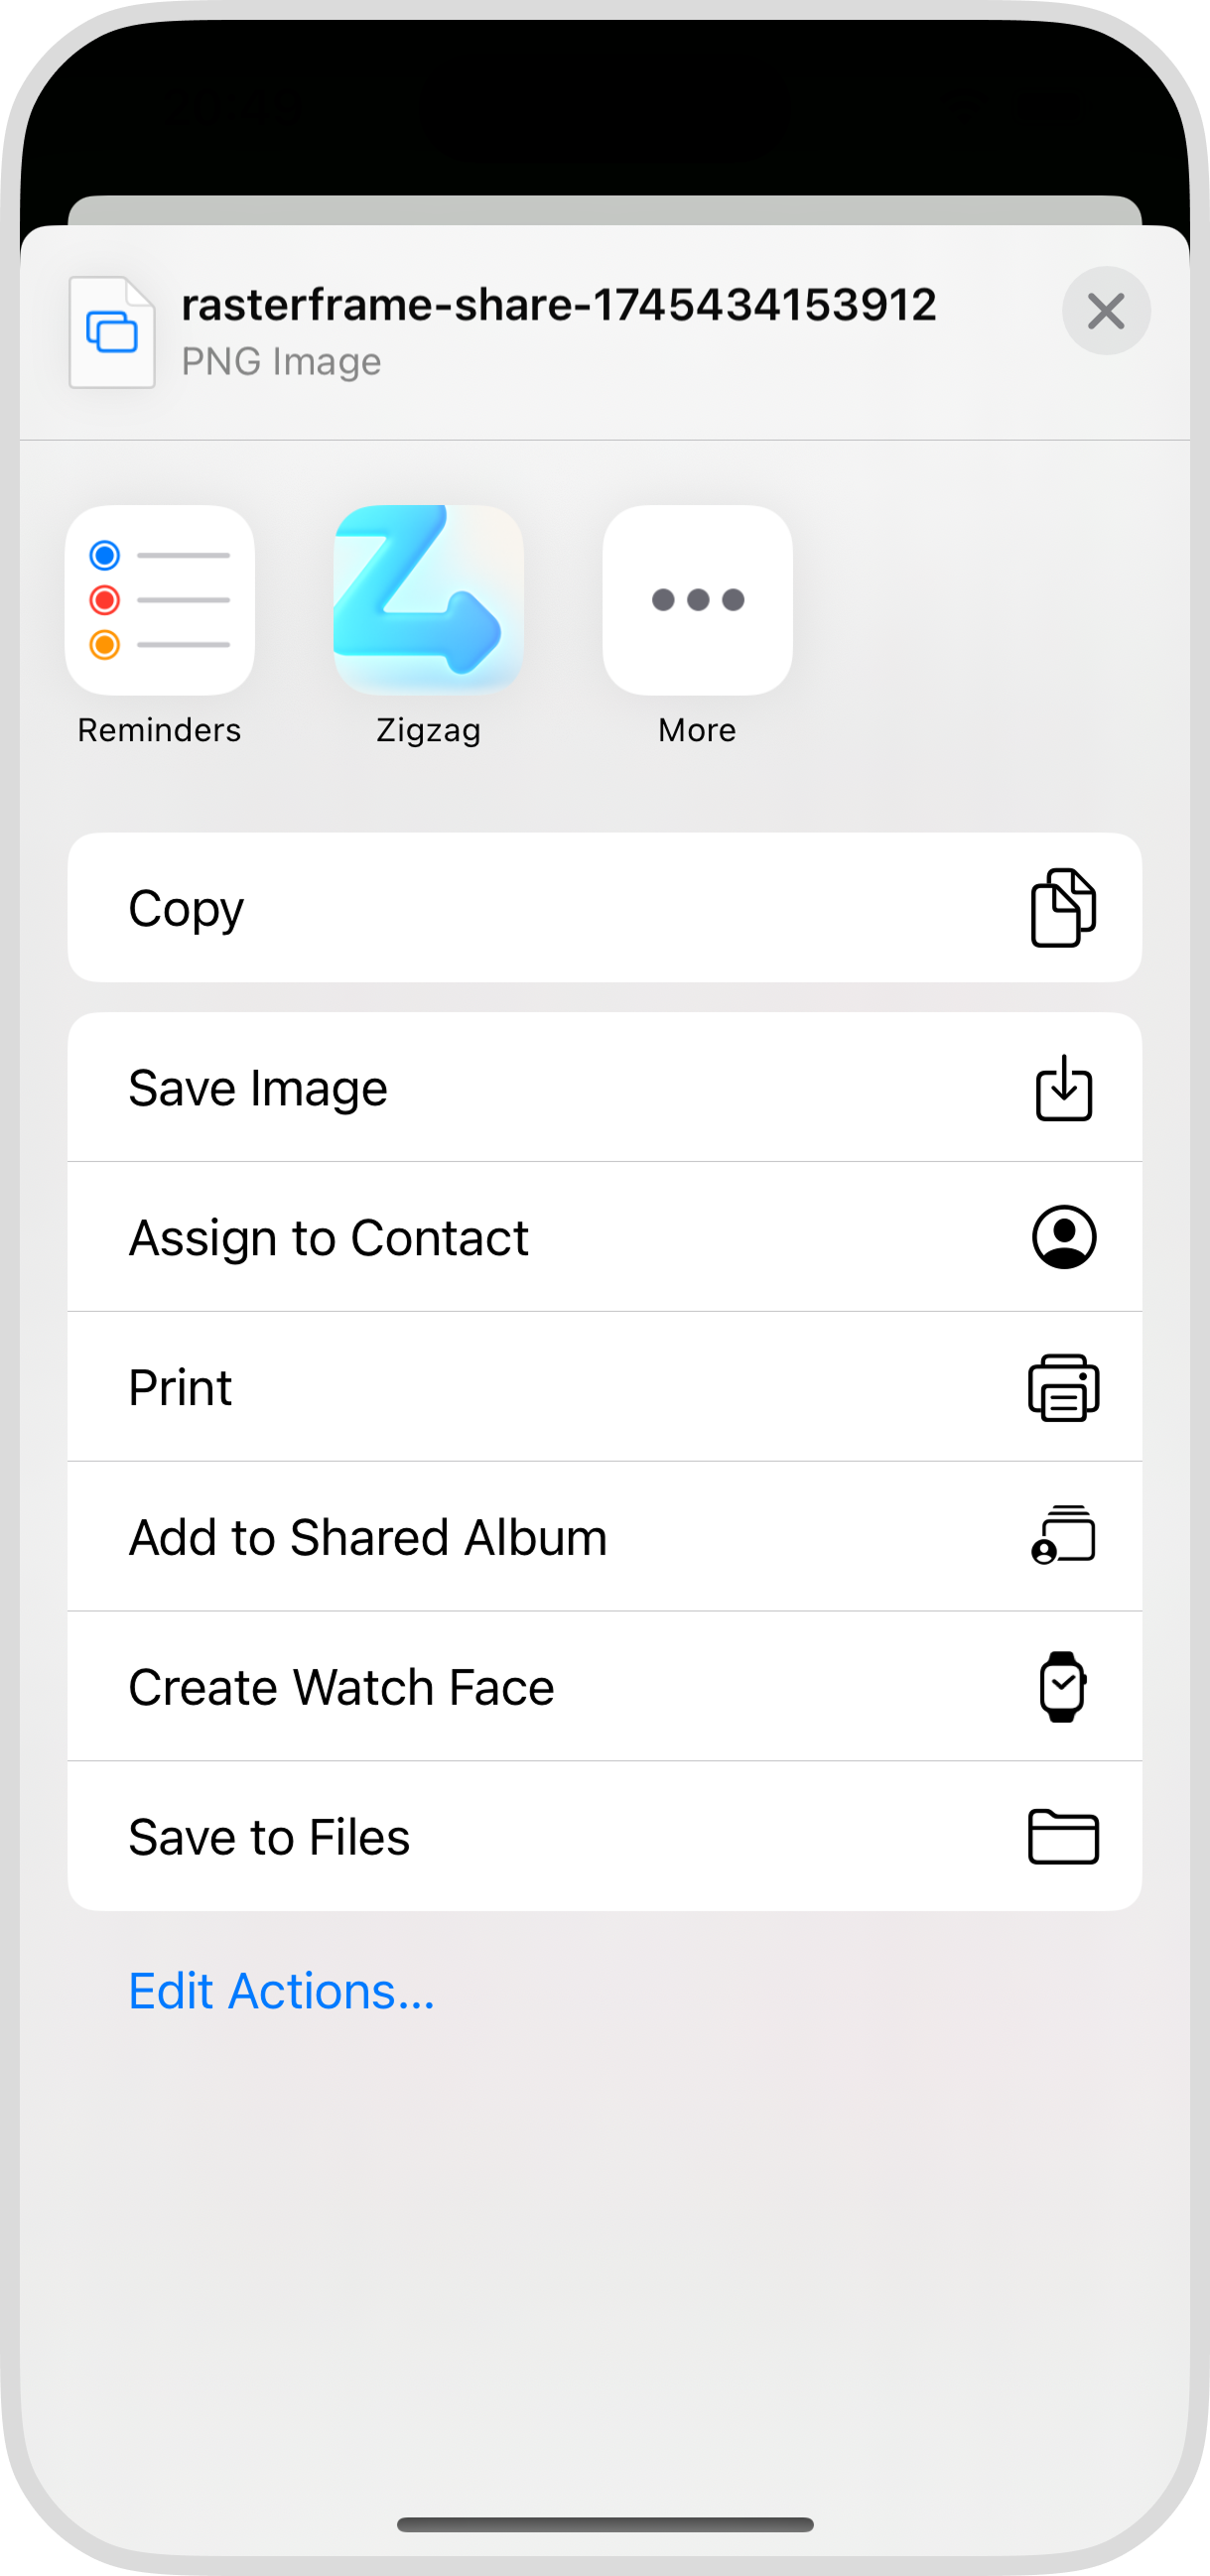 rasterframe-share-1745434153912
PNG Image
Reminders
Zigzag
More
Copy
Save Image
Assign to Contact
Print
Add to Shared Album
Create Watch Face
Save to Files
Edit Actions...